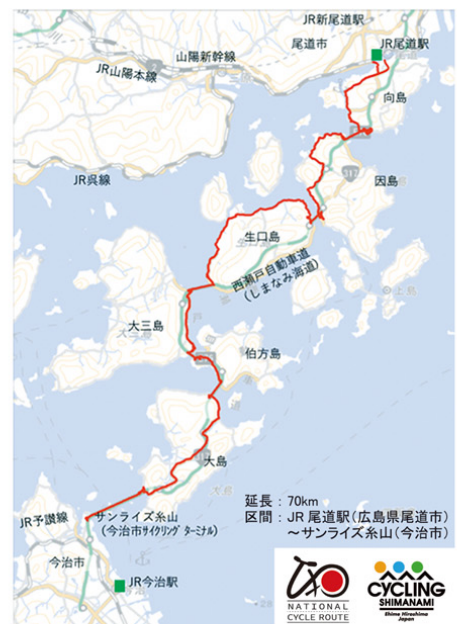 JR新尾道駅
尾道市
JR尾道駅
山陽新幹線
JR山陽本線
向島
317
因島
JR呉線
生口島
西瀬戸自動車道
(しまなみ海道)
大三島
伯方島
大島
延長：70km
区間：JR 尾道駅(広島県尾道市)
～サンライズ糸山(今治市)
JR予讃線
サンライズ糸山
(今治市ｻｲｸﾘﾝｸﾞ ﾀｰﾐﾅﾙ)
今治市
JR今治駅
NATIONAL
CYCLE ROUTE
CYCLING
SHIMANAMI
Shima Hiroshima
Japan